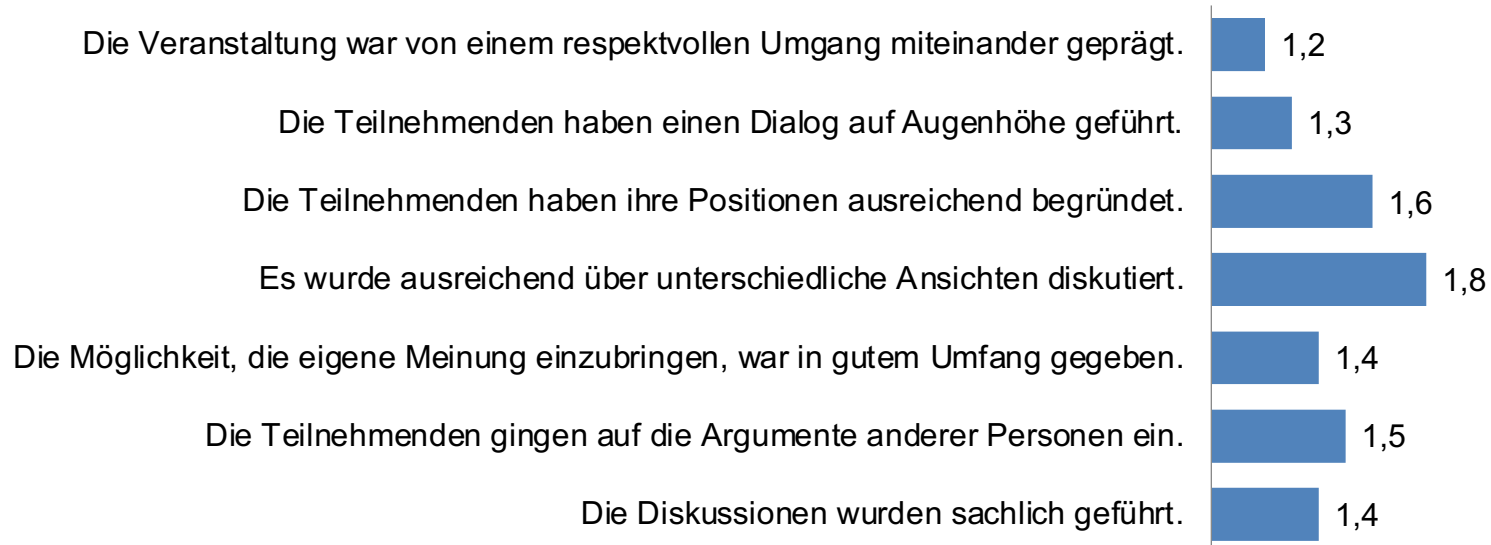 Die Veranstaltung war von einem respektvollen Umgang miteinander geprägt. 1,2
Die Teilnehmenden haben einen Dialog auf Augenhöhe geführt. 1,3
Die Teilnehmenden haben ihre Positionen ausreichend begründet. 1,6
Es wurde ausreichend über unterschiedliche Ansichten diskutiert. 1,8
Die Möglichkeit, die eigene Meinung einzubringen, war in gutem Umfang gegeben. 1,4
Die Teilnehmenden gingen auf die Argumente anderer Personen ein. 1,5
Die Diskussionen wurden sachlich geführt. 1,4